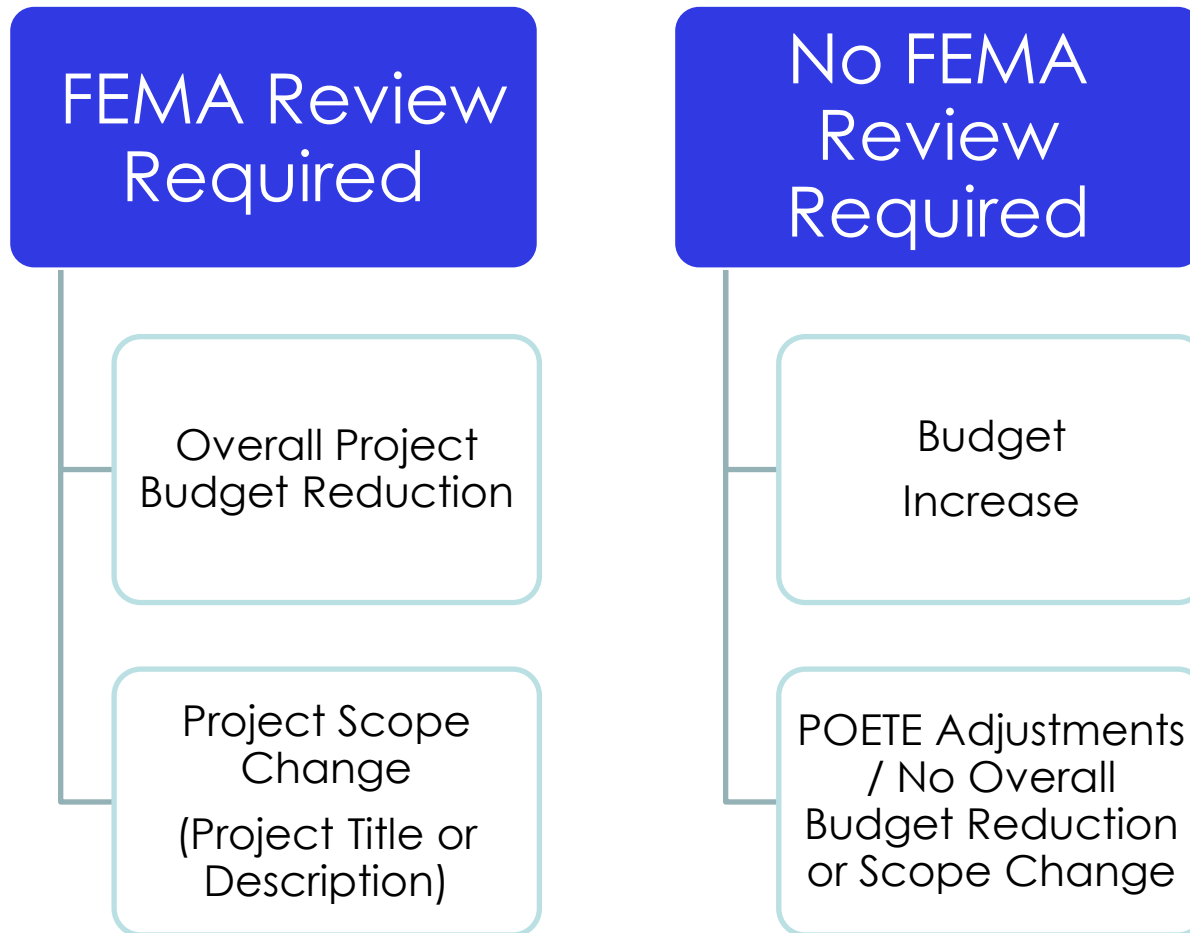 FEMA Review
Required
Overall Project
Budget Reduction
Project Scope
Change
(Project Title or
Description)
No FEMA
Review
Required
Budget
Increase
POETE Adjustments
/ No Overall
Budget Reduction
or Scope Change